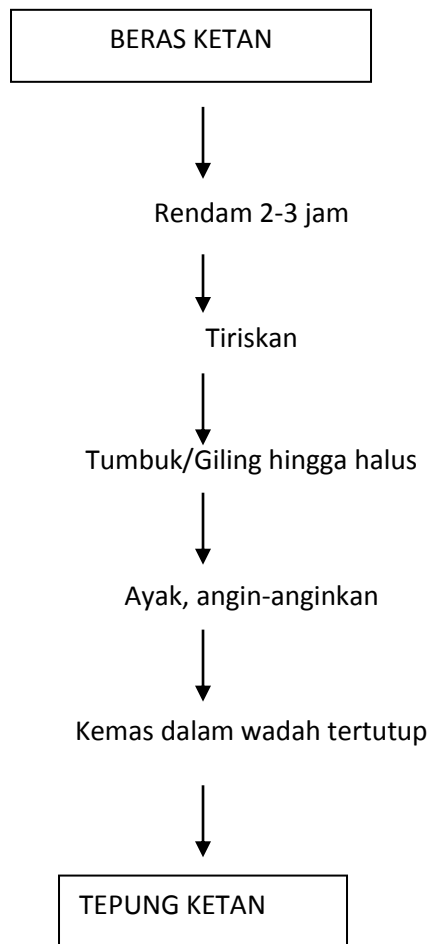 BERAS KETAN
Rendam 2-3 jam
Tiriskan
Tumbuk/Giling hingga halus
Ayak, angin-anginkan
Kemas dalam wadah tertutup
TEPUNG KETAN